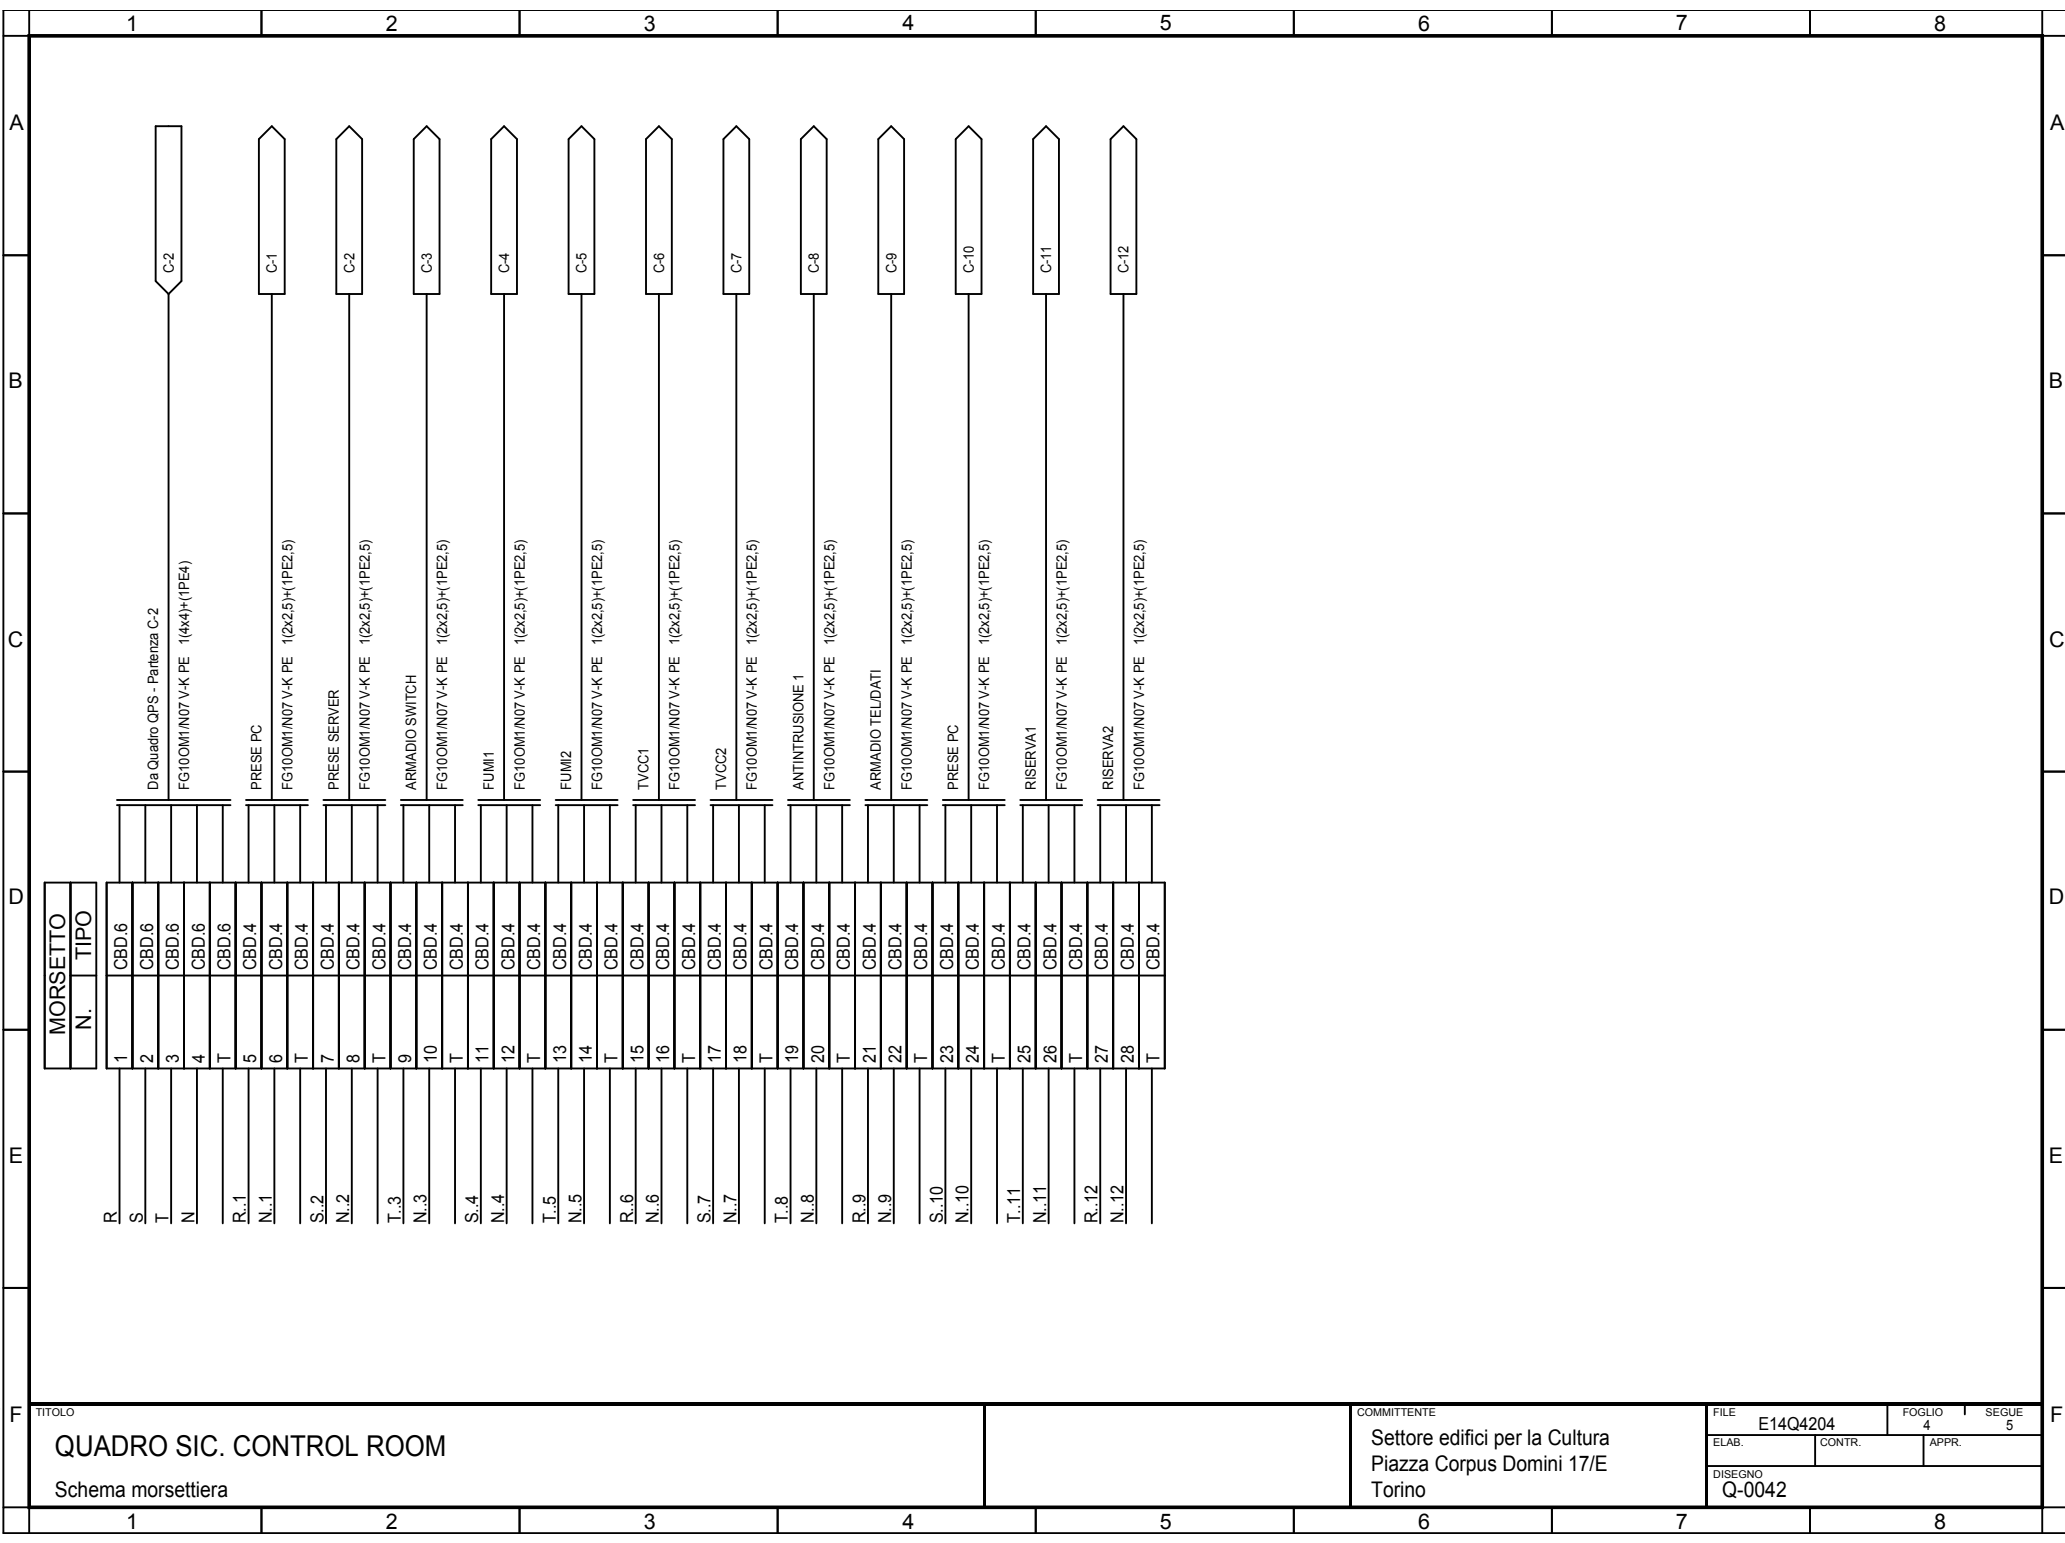 1 2 3 4 5 6 7 8
A A
B B
C C
D D
E E
F F
C-2
C-1
C-2
C-3
C-4
C-5
C-6
C-7
C-8
C-9
C-10
C-11
C-12
Da Quadro QPS - Partenza C-2
FG10OM1/N07 V-K PE 1(4x4)+(1PE4)
PRESE PC
FG10OM1/N07 V-K PE 1(2x2,5)+(1PE2,5)
PRESE SERVER
FG10OM1/N07 V-K PE 1(2x2,5)+(1PE2,5)
ARMADIO SWITCH
FG10OM1/N07 V-K PE 1(2x2,5)+(1PE2,5)
FUMI1
FG10OM1/N07 V-K PE 1(2x2,5)+(1PE2,5)
FUMI2
FG10OM1/N07 V-K PE 1(2x2,5)+(1PE2,5)
TVCC1
FG10OM1/N07 V-K PE 1(2x2,5)+(1PE2,5)
TVCC2
FG10OM1/N07 V-K PE 1(2x2,5)+(1PE2,5)
ANTINTRUSIONE 1
FG10OM1/N07 V-K PE 1(2x2,5)+(1PE2,5)
ARMADIO TEL/DATI
FG10OM1/N07 V-K PE 1(2x2,5)+(1PE2,5)
PRESE PC
FG10OM1/N07 V-K PE 1(2x2,5)+(1PE2,5)
RISERVA1
FG10OM1/N07 V-K PE 1(2x2,5)+(1PE2,5)
RISERVA2
FG10OM1/N07 V-K PE 1(2x2,5)+(1PE2,5)
MORSETTO
N. TIPO
R 1 CBD.6
S 2 CBD.6
T 3 CBD.6
N 4 CBD.6
T CBD.6
R..1 5 CBD.4
N..1 6 CBD.4
T CBD.4
S..2 7 CBD.4
N..2 8 CBD.4
T CBD.4
T..3 9 CBD.4
N..3 10 CBD.4
T CBD.4
S..4 11 CBD.4
N..4 12 CBD.4
T CBD.4
T..5 13 CBD.4
N..5 14 CBD.4
T CBD.4
R..6 15 CBD.4
N..6 16 CBD.4
T CBD.4
S..7 17 CBD.4
N..7 18 CBD.4
T CBD.4
T..8 19 CBD.4
N..8 20 CBD.4
T CBD.4
R..9 21 CBD.4
N..9 22 CBD.4
T CBD.4
S..10 23 CBD.4
N..10 24 CBD.4
T CBD.4
T..11 25 CBD.4
N..11 26 CBD.4
T CBD.4
R..12 27 CBD.4
N..12 28 CBD.4
T CBD.4
TITOLO
QUADRO SIC. CONTROL ROOM
Schema morsettiera
COMMITTENTE
Settore edifici per la Cultura
Piazza Corpus Domini 17/E
Torino
FILE
E14Q4204
FOGLIO
4
SEGUE
5
ELAB. CONTR. APPR.
DISEGNO
Q-0042
1 2 3 4 5 6 7 8